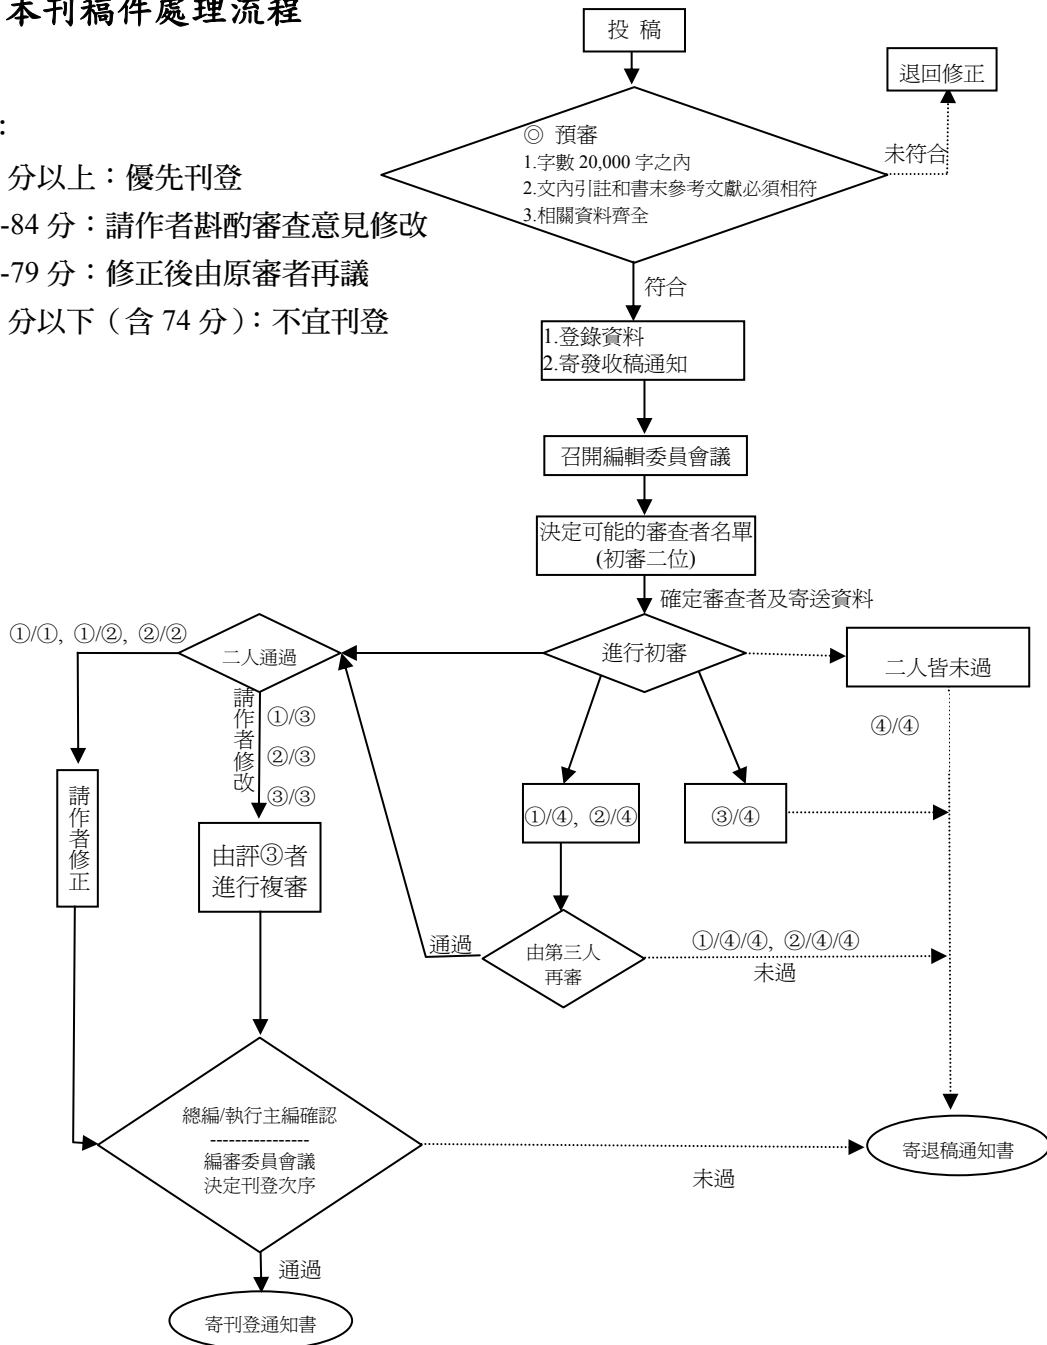 本刊稿件處理流程
投 稿
退回修正
：
分以上：優先刊登
-84 分：請作者斟酌審查意見修改
-79 分：修正後由原審者再議
分以下（含 74 分）：不宜刊登
◎ 預審
1.字數 20,000 字之內
2.文內引註和書末參考文獻必須相符
3.相關資料齊全
未符合
符合
1.登錄資料
2.寄發收稿通知
召開編輯委員會議
決定可能的審查者名單
(初審二位)
確定審查者及寄送資料
①/①, ①/②, ②/②
二人通過
進行初審
二人皆未過
④/④
請作者修改
①/③
②/③
③/③
請作者修正
①/④, ②/④
③/④
由評③者
進行複審
通過
由第三人
再審
①/④/④, ②/④/④
未過
總編/執行主編確認
----------------
編審委員會議
決定刊登次序
未過
寄退稿通知書
通過
寄刊登通知書